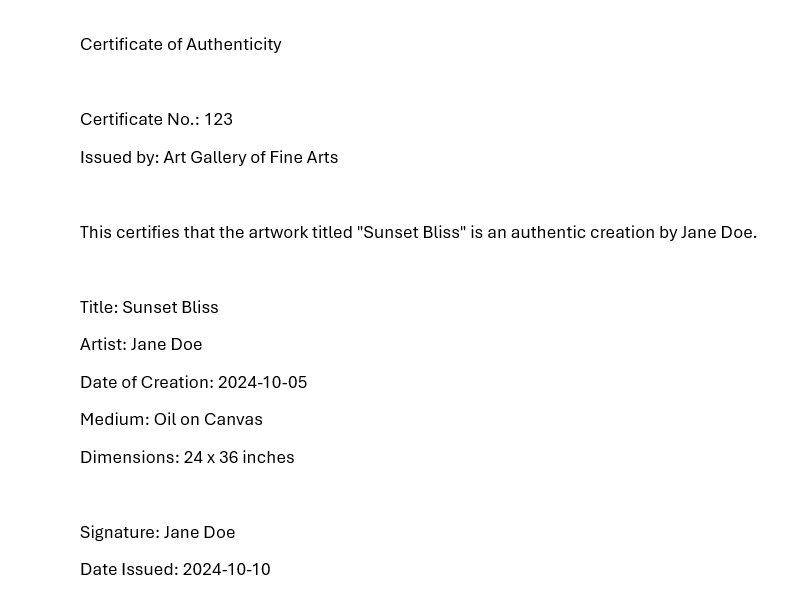 Certificate of Authenticity
Certificate No.: 123
Issued by: Art Gallery of Fine Arts
This certifies that the artwork titled "Sunset Bliss" is an authentic creation by Jane Doe.
Title: Sunset Bliss
Artist: Jane Doe
Date of Creation: 2024-10-05
Medium: Oil on Canvas
Dimensions: 24 x 36 inches
Signature: Jane Doe
Date Issued: 2024-10-10